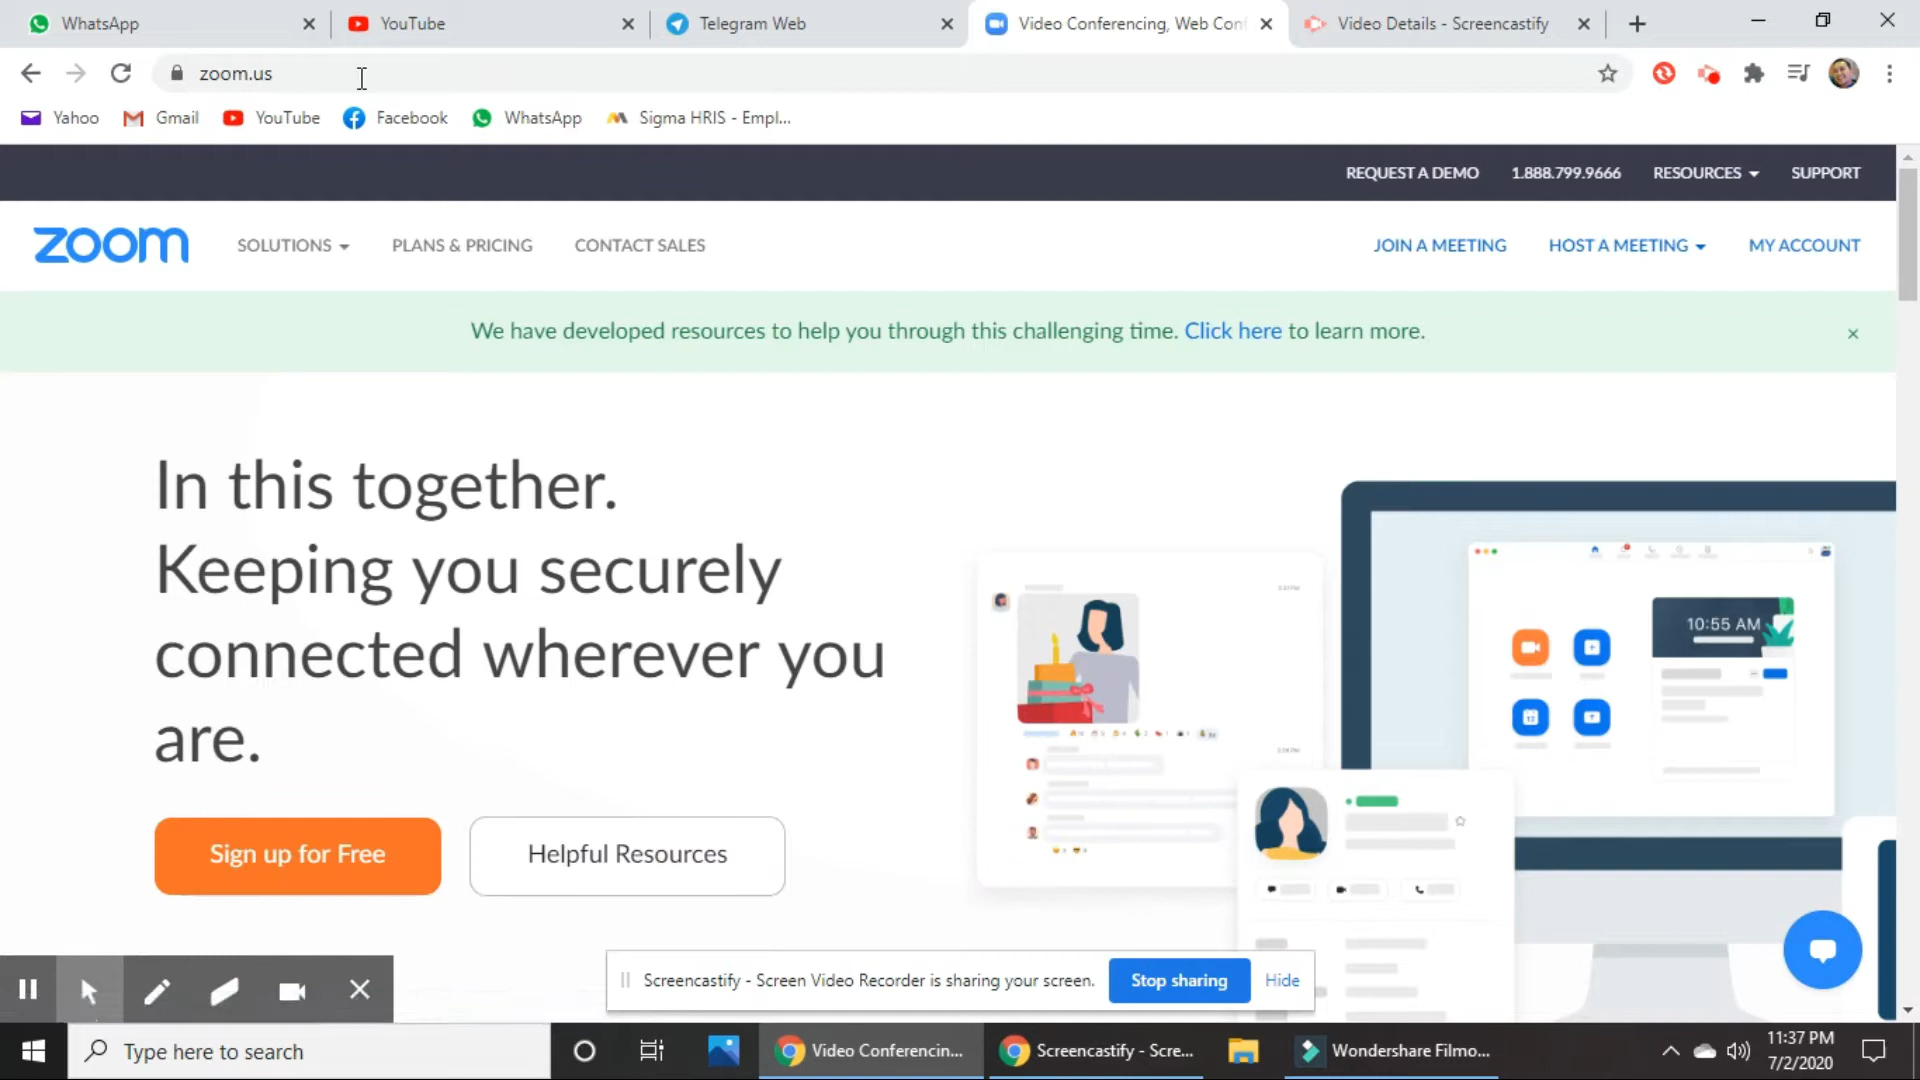 WhatsApp
YouTube
Telegram Web
Video Conferencing, Web Conf
Video Details - Screencastify
zoom.us
Yahoo
Gmail
YouTube
Facebook
WhatsApp
Sigma HRIS - Empl...
REQUEST A DEMO
1.888.799.9666
RESOURCES
SUPPORT
zoom
SOLUTIONS
PLANS & PRICING
CONTACT SALES
JOIN A MEETING
HOST A MEETING
MY ACCOUNT
We have developed resources to help you through this challenging time. Click here to learn more.
In this together.
Keeping you securely
connected wherever you
are.
10:55 AM
Sign up for Free
Helpful Resources
Screencastify - Screen Video Recorder is sharing your screen.
Stop sharing
Hide
Type here to search
Video Conferencin...
Screencastify - Scre...
Wondershare Filmo...
11:37 PM
7/2/2020